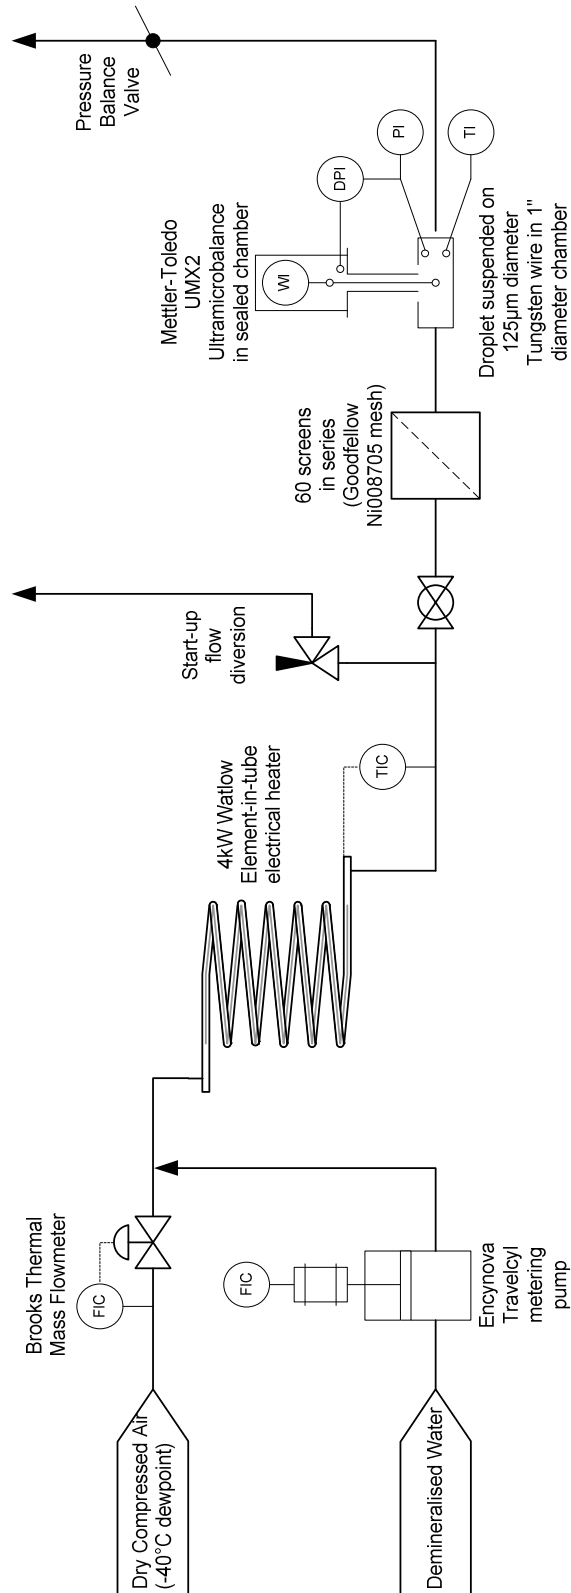 Dry Compressed Air
(-40°C dewpoint)
Demineralised Water
Brooks Thermal
Mass Flowmeter
FIC
FIC
Encynova
Travelcyl
metering
pump
4kW Watlow
Element-in-tube
electrical heater
TIC
Start-up
flow
diversion
60 screens
in series
(Goodfellow
Ni008705 mesh)
Mettler-Toledo
UMX2
Ultramicrobalance
in sealed chamber
WI
DPI
PI
TI
Droplet suspended on
125µm diameter
Tungsten wire in 1"
diameter chamber
Pressure
Balance
Valve